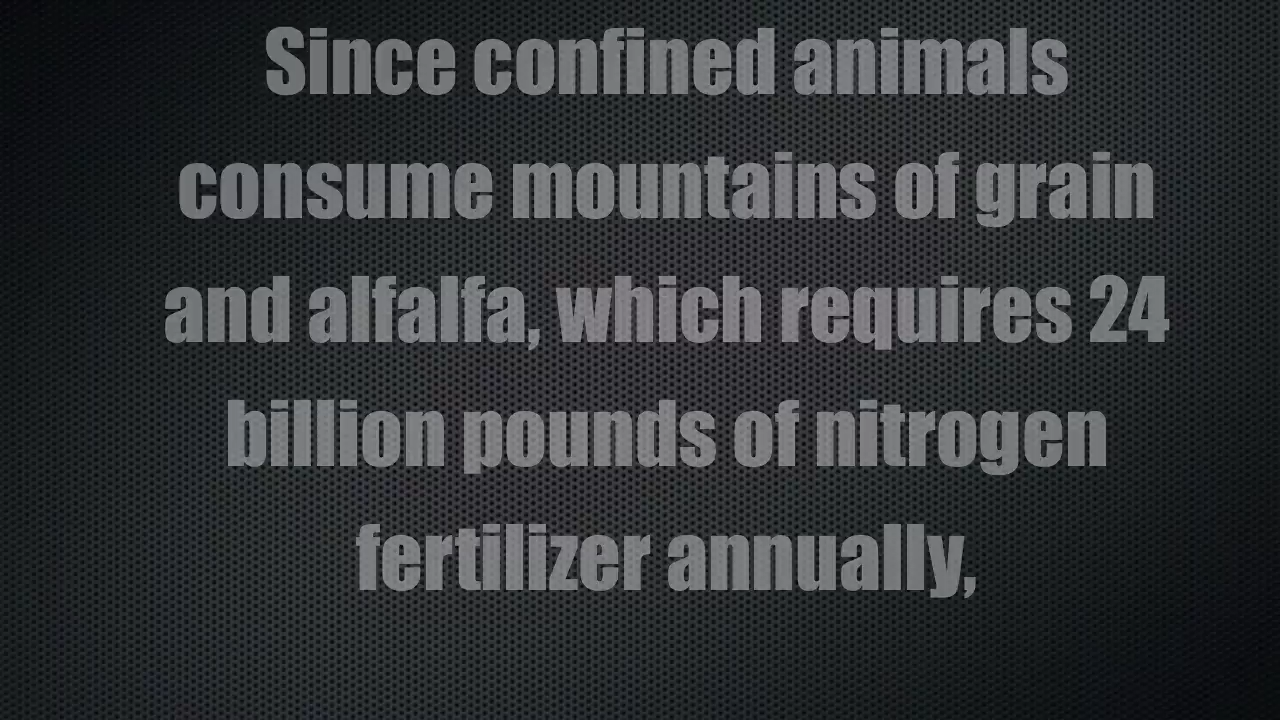 Since confined animals
consume mountains of grain
and alfalfa, which requires 24
billion pounds of nitrogen
fertilizer annually,